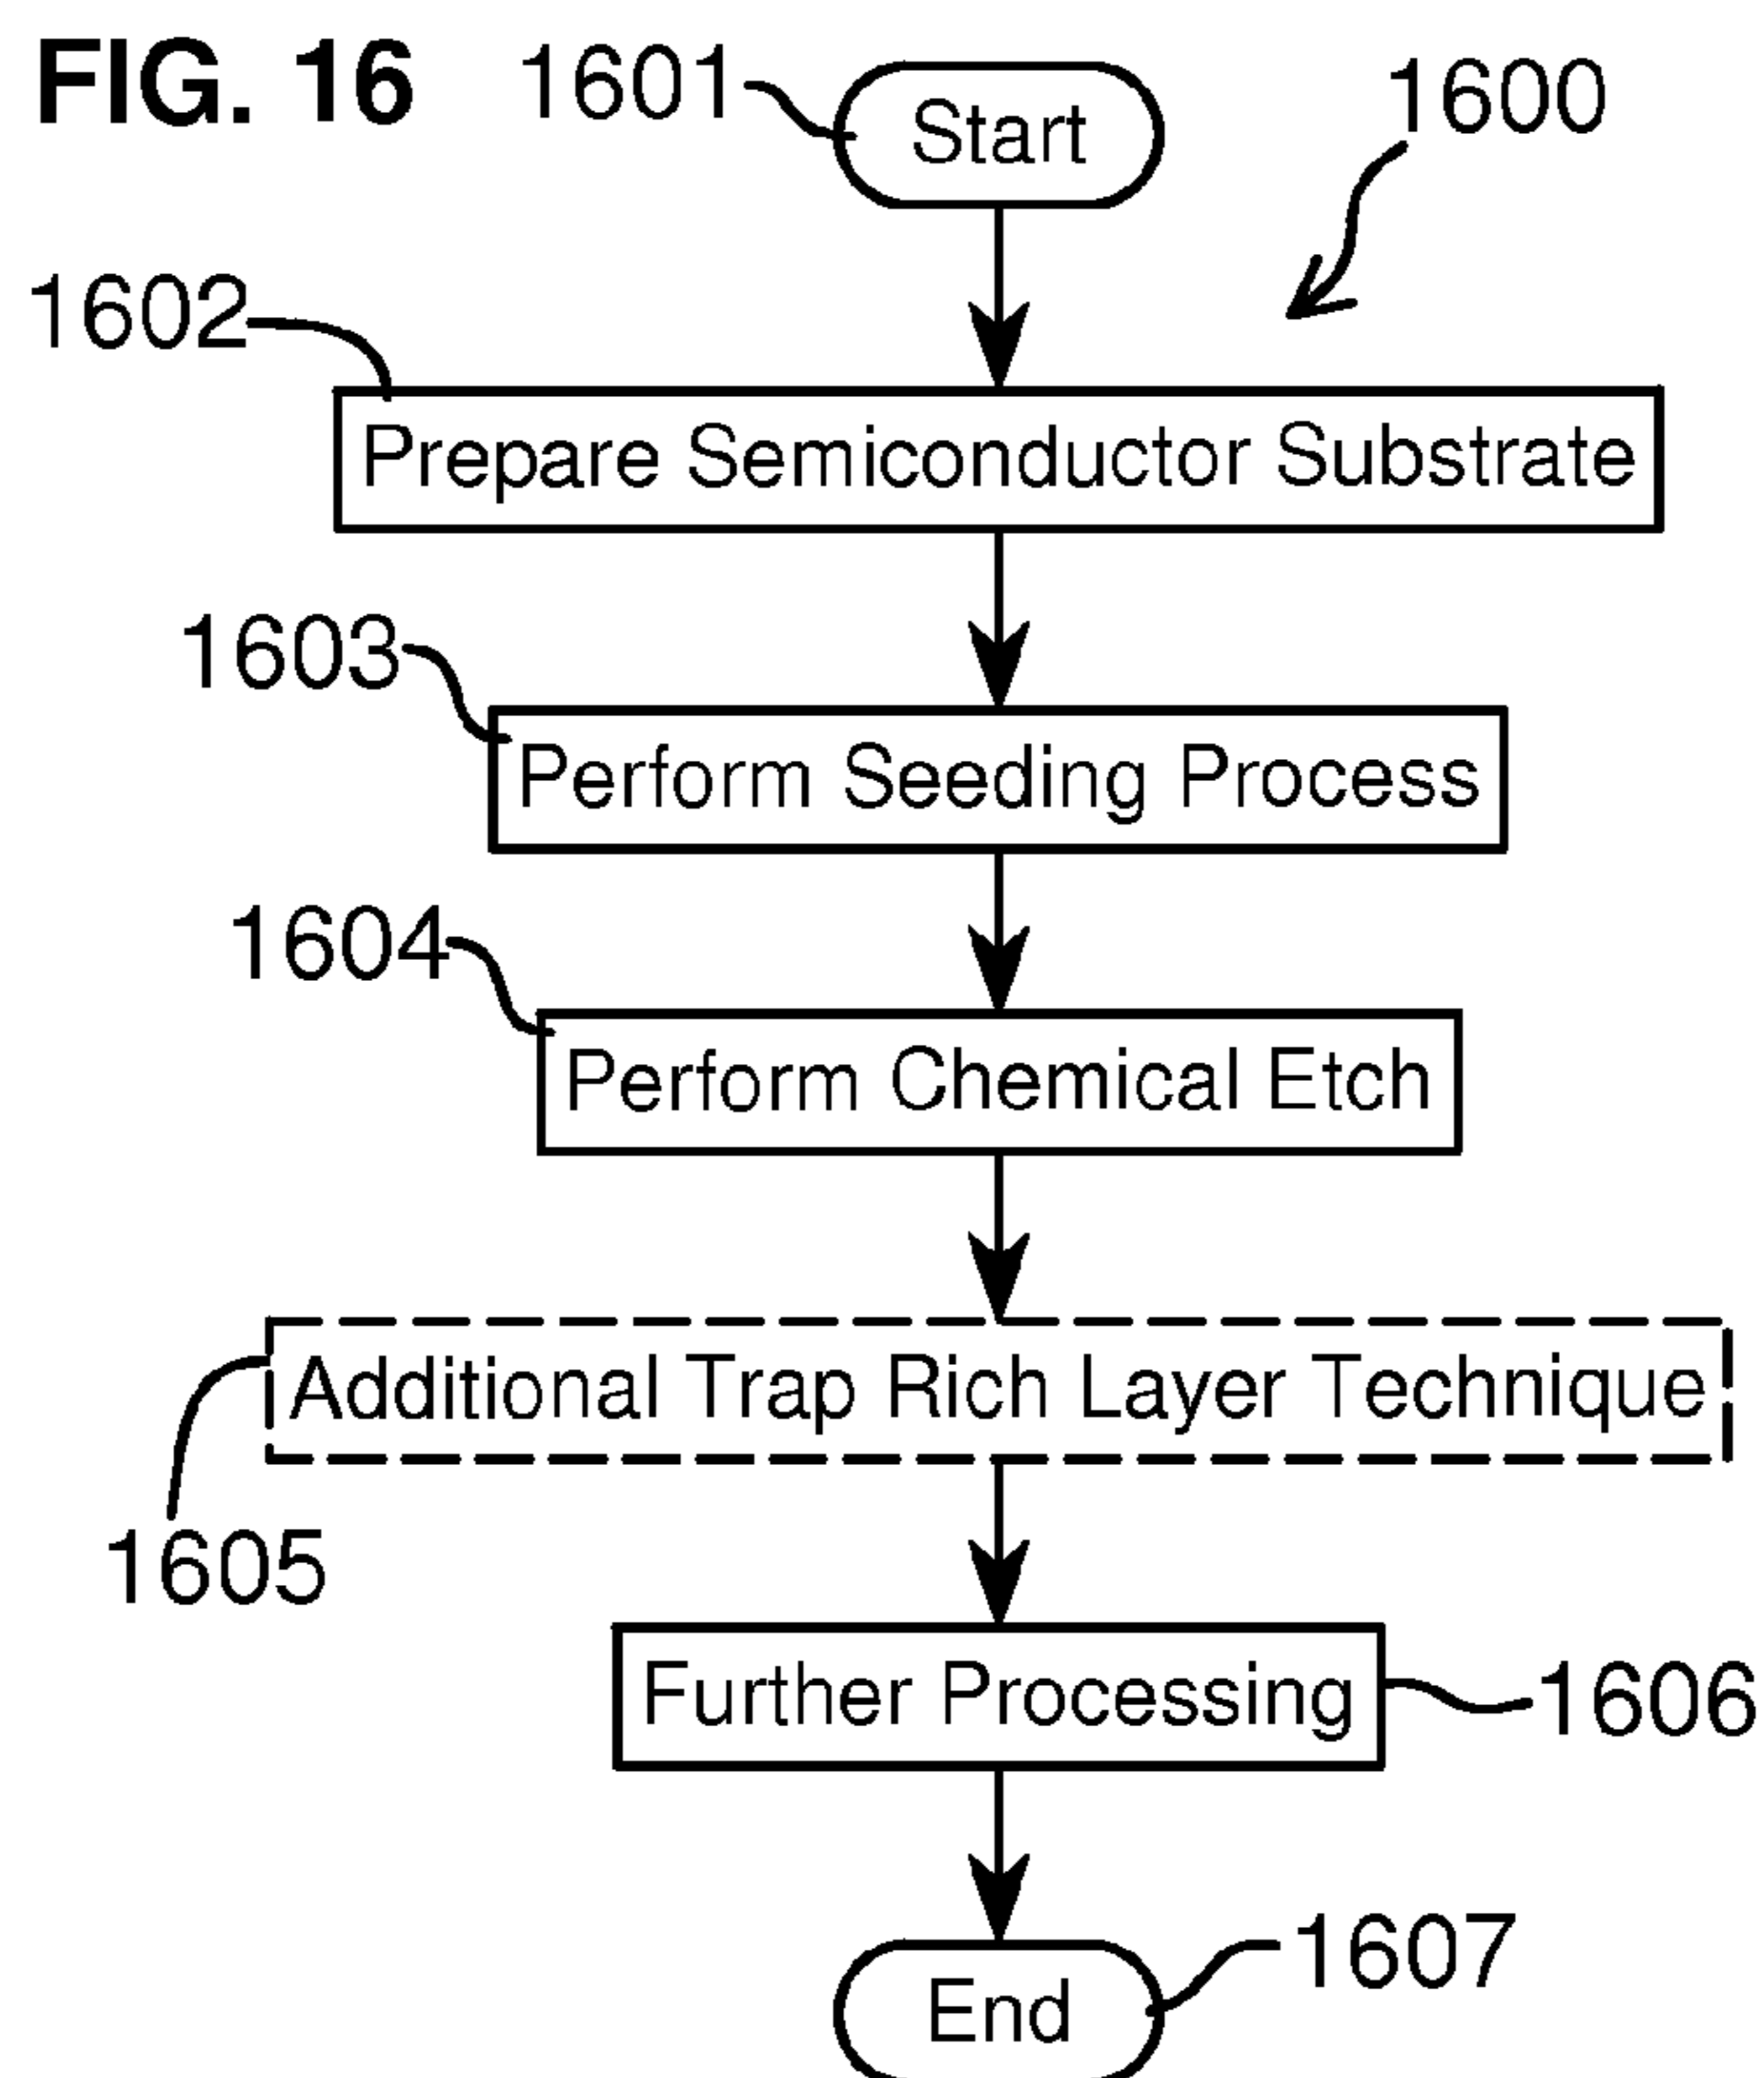 FIG. 16
1601
Start
1600
1602
Prepare Semiconductor Substrate
1603
Perform Seeding Process
1604
Perform Chemical Etch
Additional Trap Rich Layer Technique
1605
Further Processing
1606
1607
End